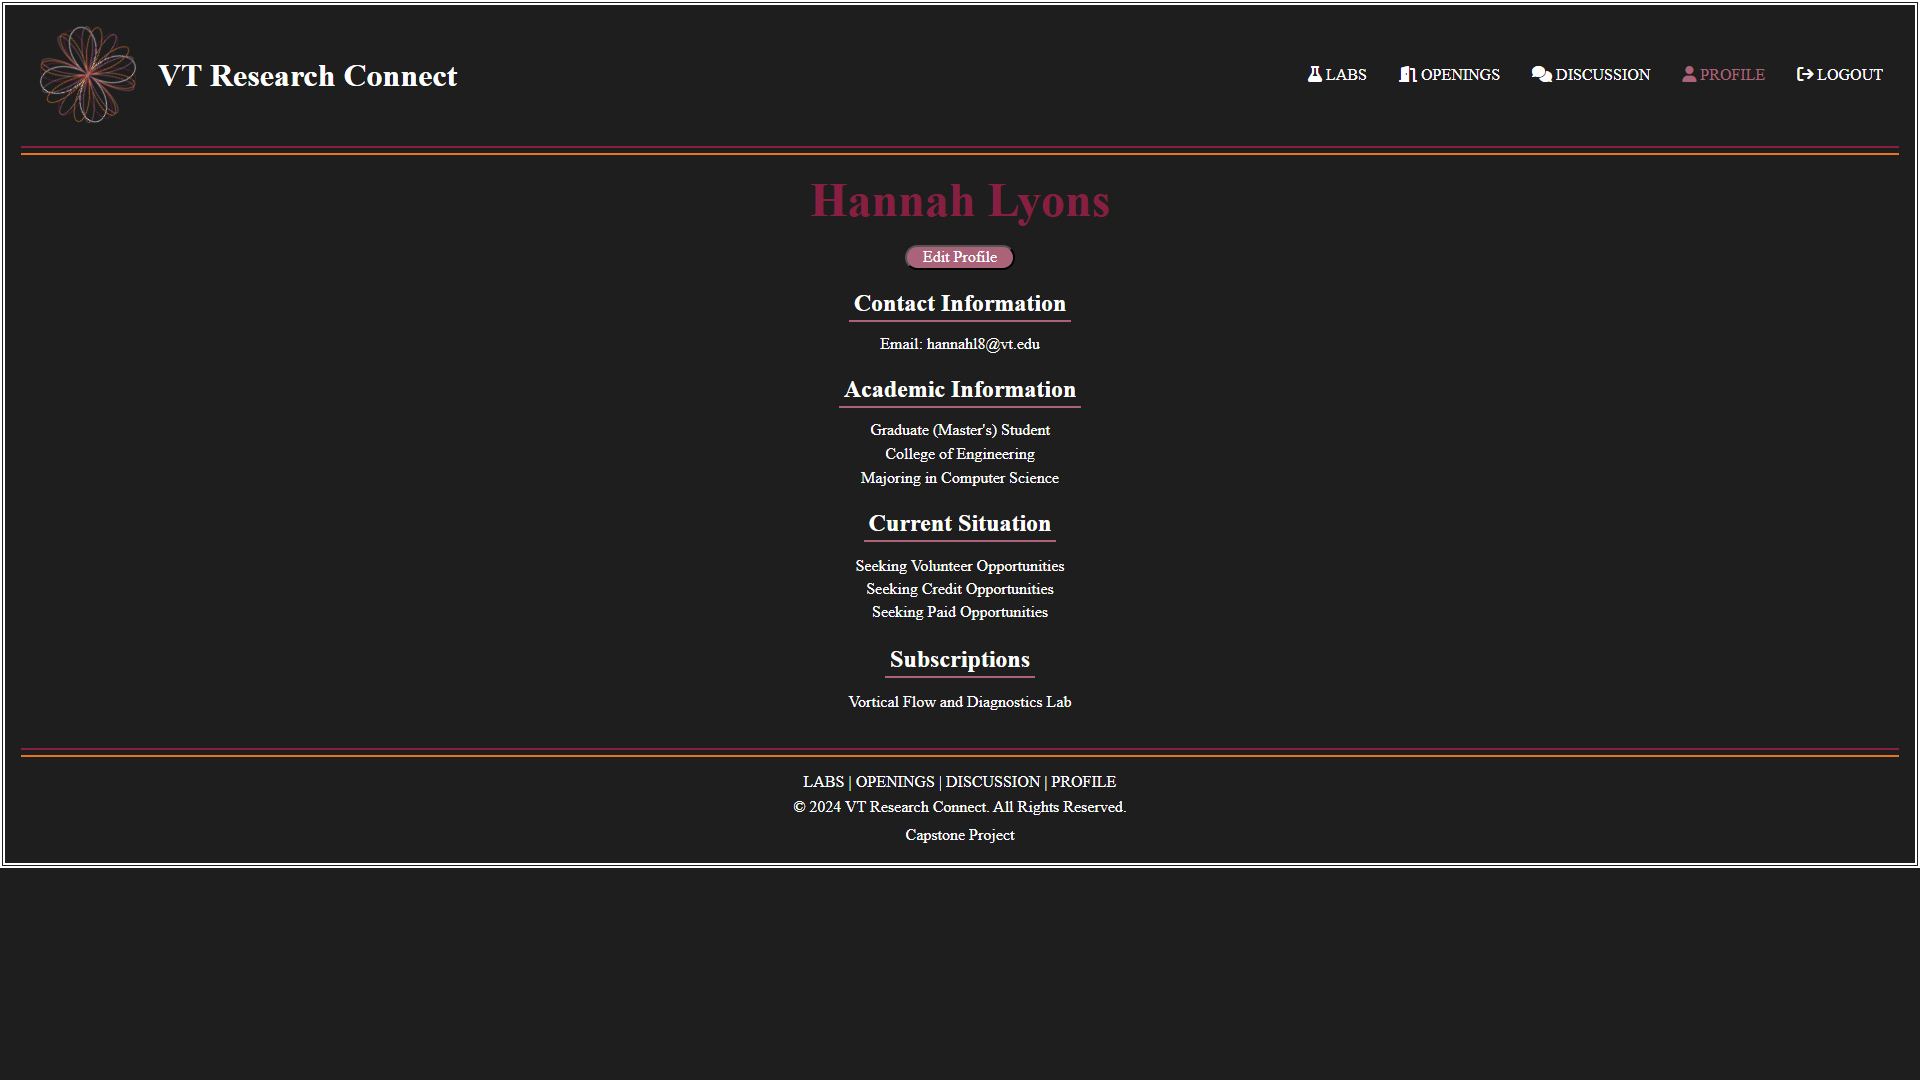 VT Research Connect
LABS
OPENINGS
DISCUSSION
PROFILE
LOGOUT
Hannah Lyons
Edit Profile
Contact Information
Email: hannahl8@vt.edu
Academic Information
Graduate (Master's) Student
College of Engineering
Majoring in Computer Science
Current Situation
Seeking Volunteer Opportunities
Seeking Credit Opportunities
Seeking Paid Opportunities
Subscriptions
Vortical Flow and Diagnostics Lab
LABS | OPENINGS | DISCUSSION | PROFILE
© 2024 VT Research Connect. All Rights Reserved.
Capstone Project